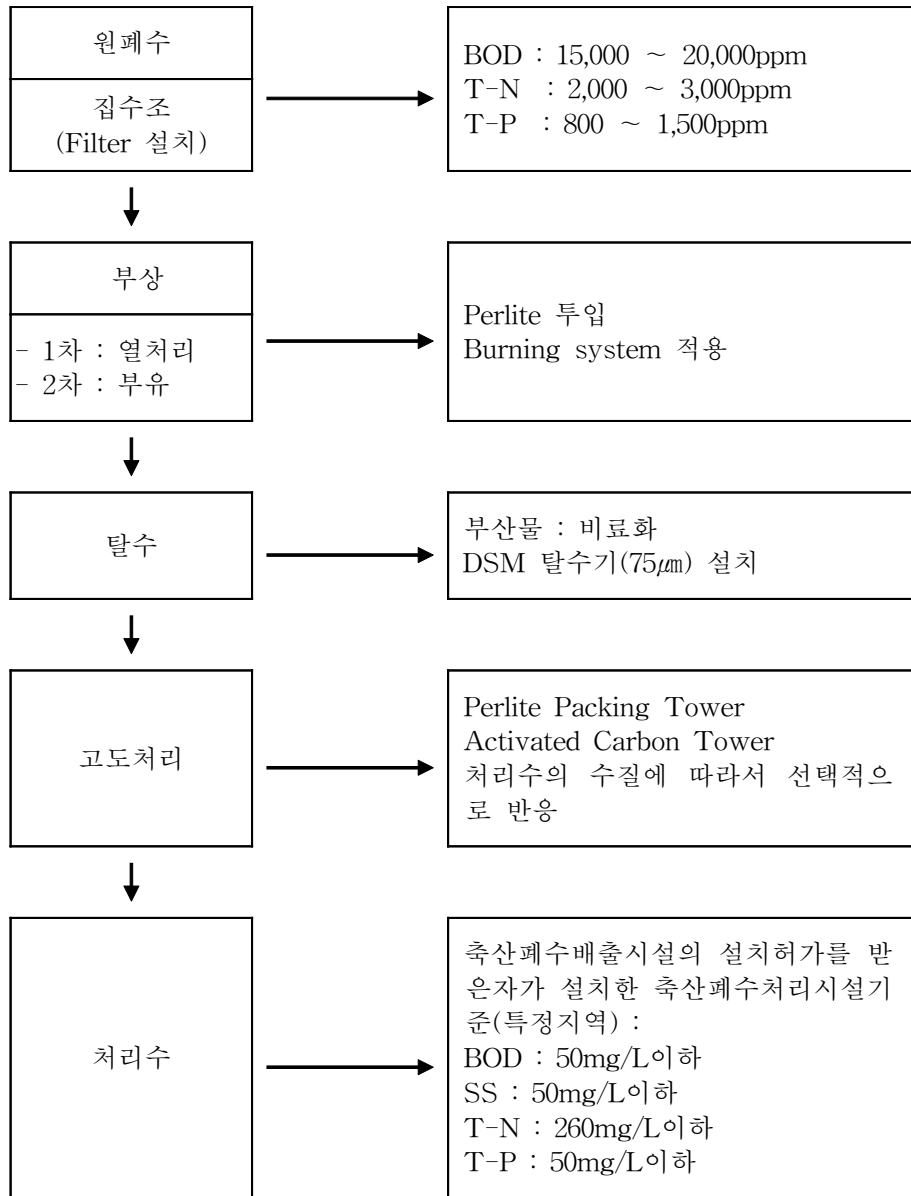 원폐수
집수조
(Filter 설치)
BOD : 15,000 ~ 20,000ppm
T-N : 2,000 ~ 3,000ppm
T-P : 800 ~ 1,500ppm
부상
- 1차 : 열처리
- 2차 : 부유
Perlite 투입
Burning system 적용
탈수
부산물 : 비료화
DSM 탈수기(75㎛) 설치
고도처리
Perlite Packing Tower
Activated Carbon Tower
처리수의 수질에 따라서 선택적으
로 반응
처리수
축산폐수배출시설의 설치허가를 받
은자가 설치한 축산폐수처리시설기
준(특정지역) :
BOD : 50mg/L이하
SS : 50mg/L이하
T-N : 260mg/L이하
T-P : 50mg/L이하